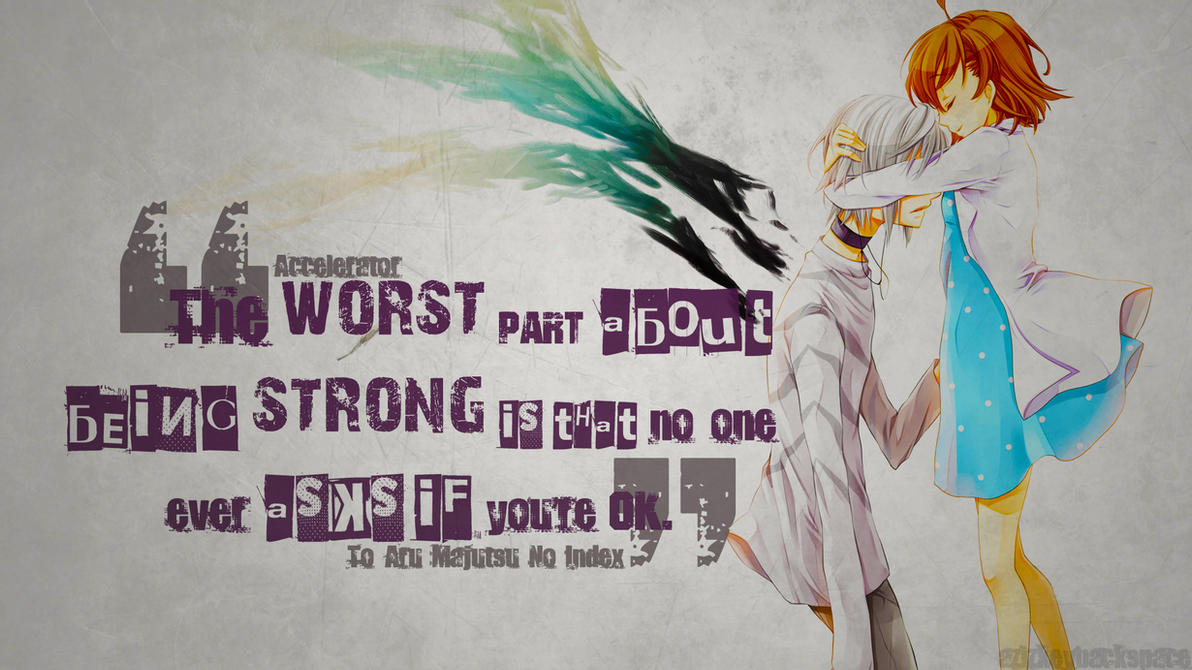 Accelerator
The WORST PART about
BEING STRONG is that no one
ever asks if you're OK.
To Aru Majutsu No Index